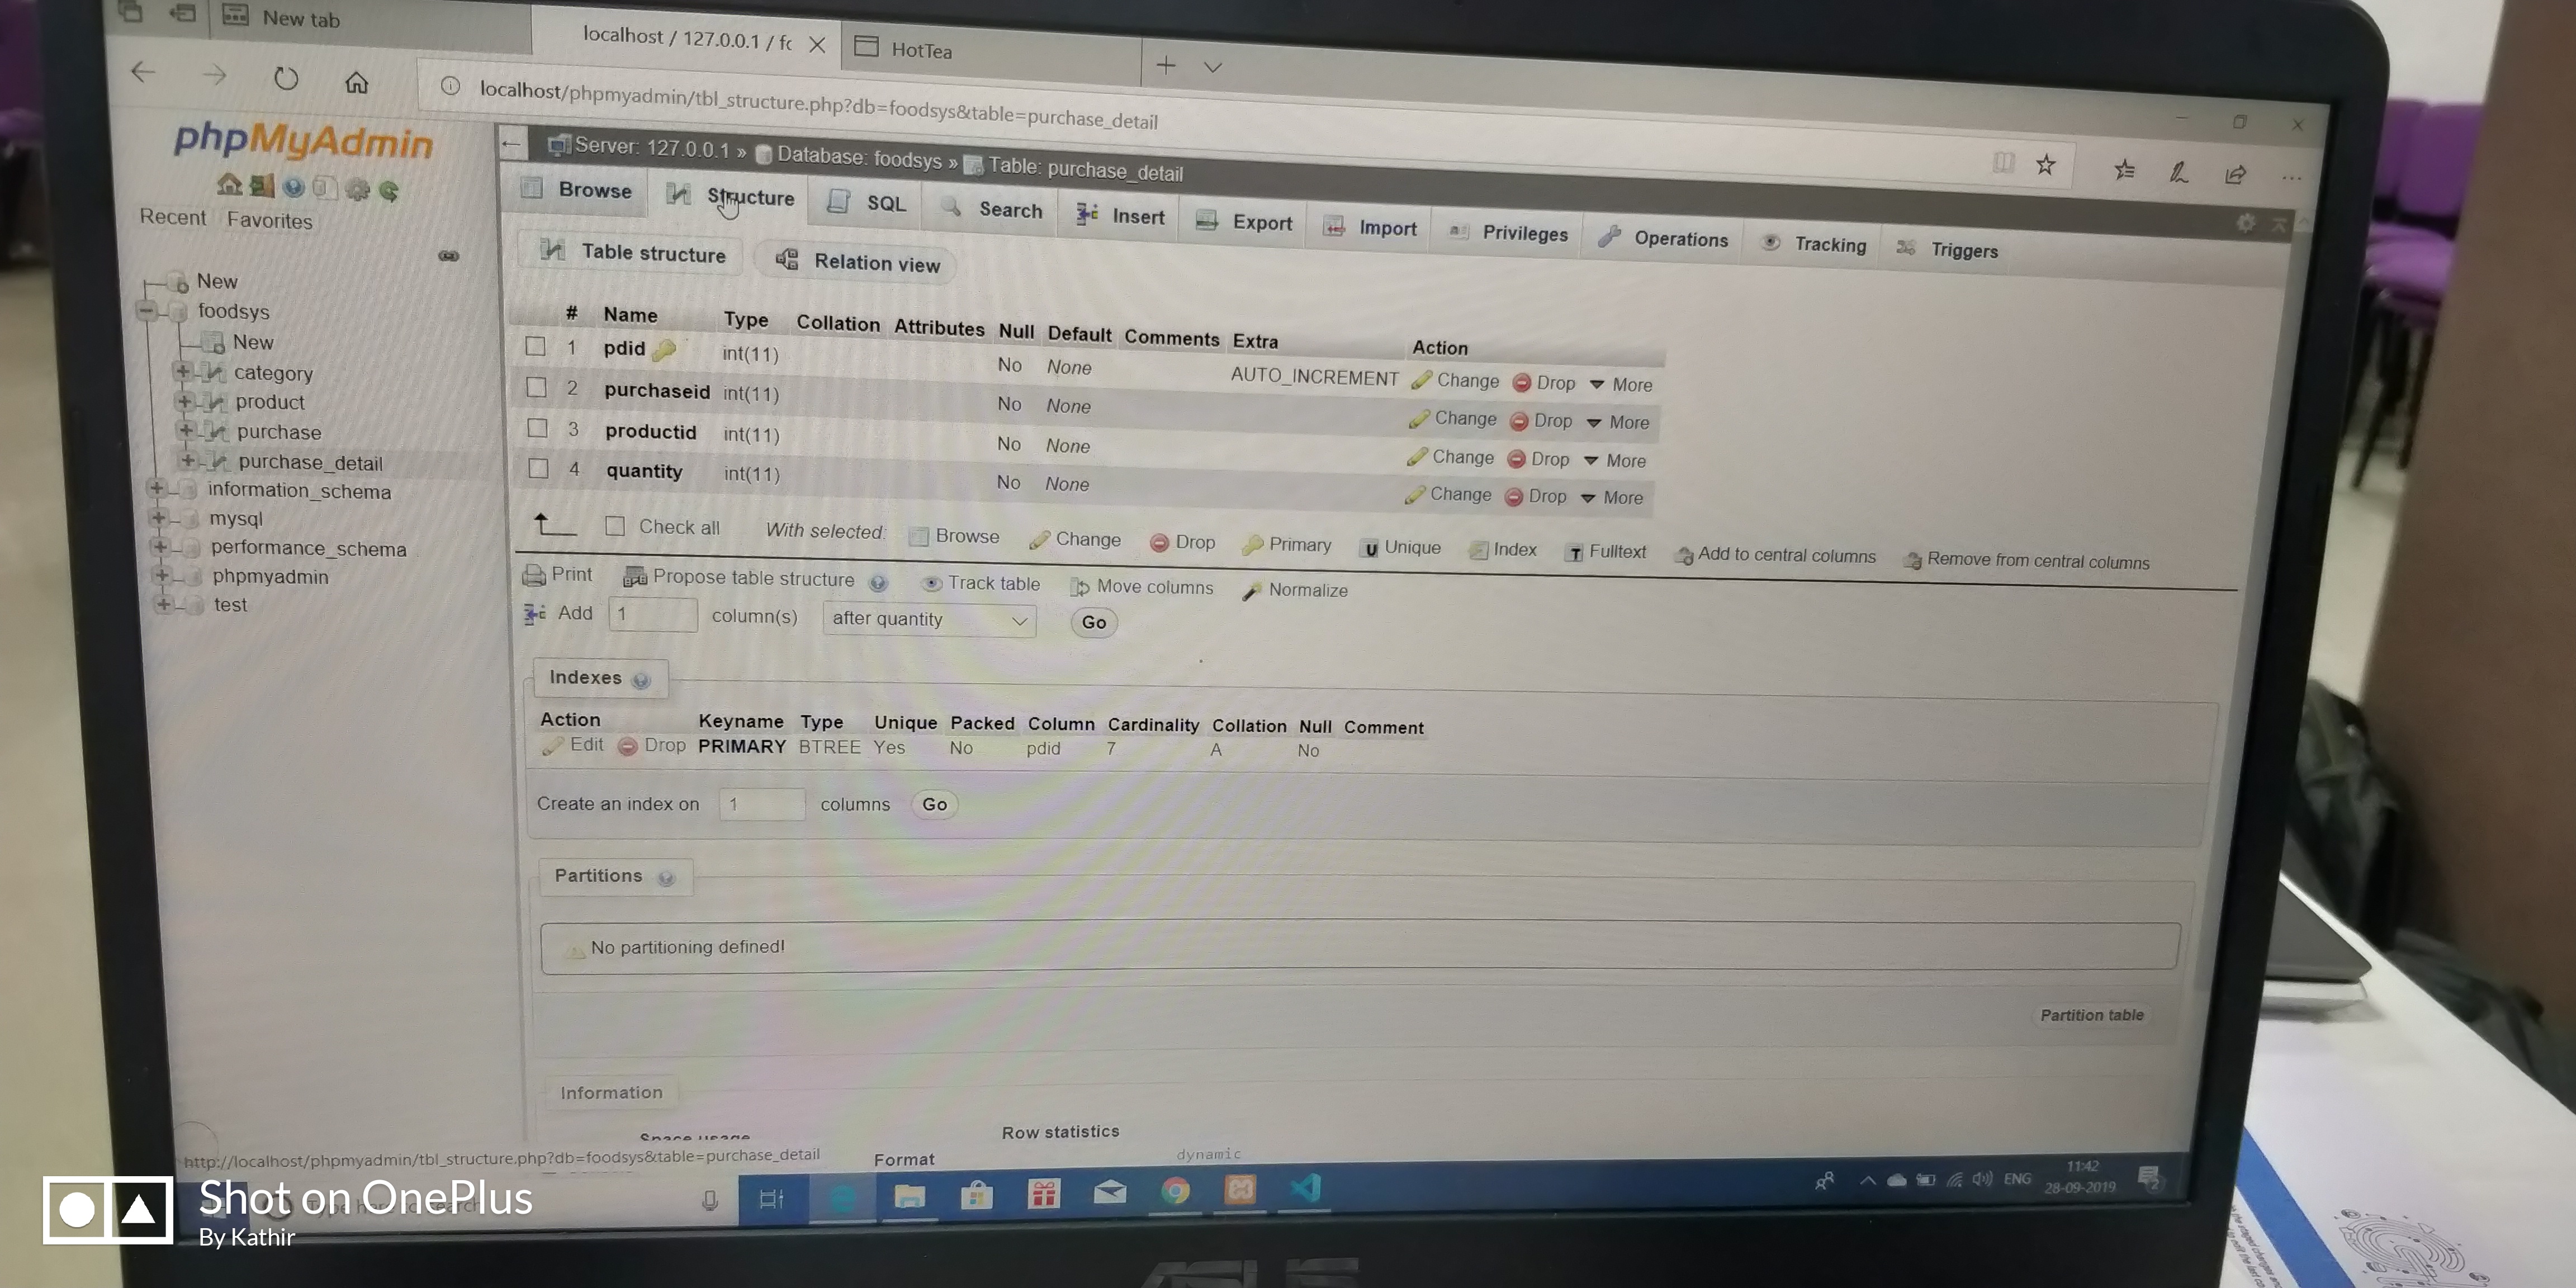 New tab
localhost / 127.0.0.1 / fc
HotTea
localhost/phpmyadmin/tbl_structure.php?db=foodsys&table=purchase_detail
phpMyAdmin
Recent Favorites
New
foodsys
New
category
product
purchase
purchase_detail
information_schema
mysql
performance_schema
phpmyadmin
test
Server: 127.0.0.1 » Database: foodsys » Table: purchase_detail
Browse Structure SQL Search Insert Export Import Privileges Operations Tracking Triggers
Table structure Relation view
# Name Type Collation Attributes Null Default Comments Extra Action
1 pdid int(11) No None AUTO_INCREMENT Change Drop More
2 purchaseid int(11) No None Change Drop More
3 productid int(11) No None Change Drop More
4 quantity int(11) No None Change Drop More
Check all With selected: Browse Change Drop Primary Unique Index Fulltext Add to central columns Remove from central columns
Print Propose table structure Track table Move columns Normalize
Add 1 column(s) after quantity Go
Indexes
Action Keyname Type Unique Packed Column Cardinality Collation Null Comment
Edit Drop PRIMARY BTREE Yes No pdid 7 A No
Create an index on 1 columns Go
Partitions
No partitioning defined!
Partition table
Information
Space usage Row statistics
Format dynamic
http://localhost/phpmyadmin/tbl_structure.php?db=foodsys&table=purchase_detail
ENG
11:42
28-09-2019
Shot on OnePlus
By Kathir
ASUS